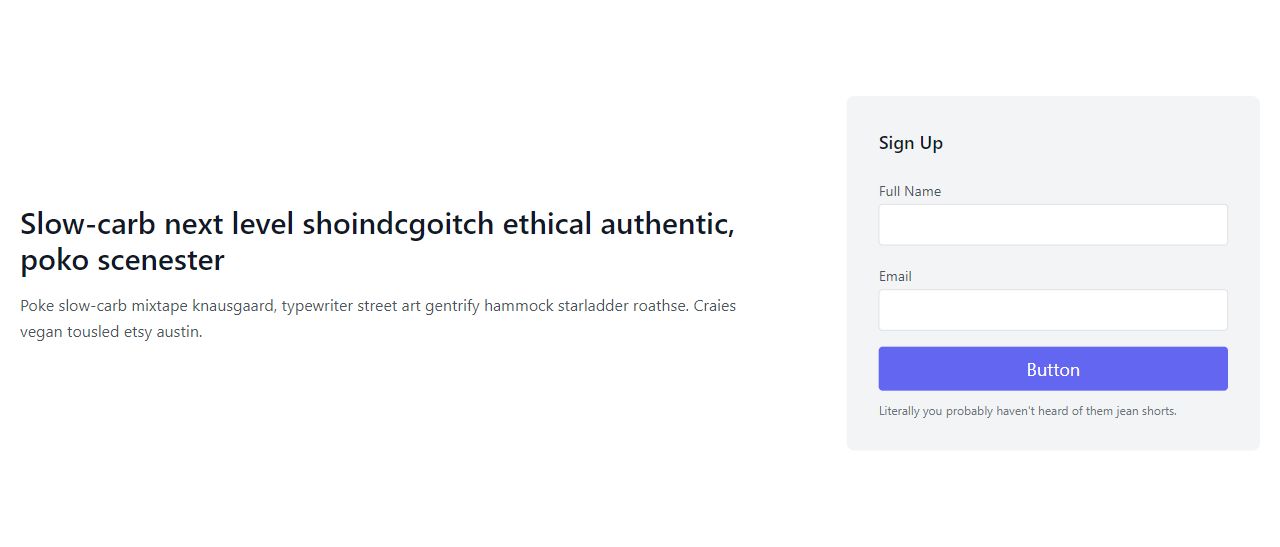 Slow-carb next level shoindcgoitch ethical authentic,
poko scenester
Poke slow-carb mixtape knausgaard, typewriter street art gentrify hammock starladder roathse. Craies
vegan tousled etsy austin.
Sign Up
Full Name
Email
Button
Literally you probably haven't heard of them jean shorts.